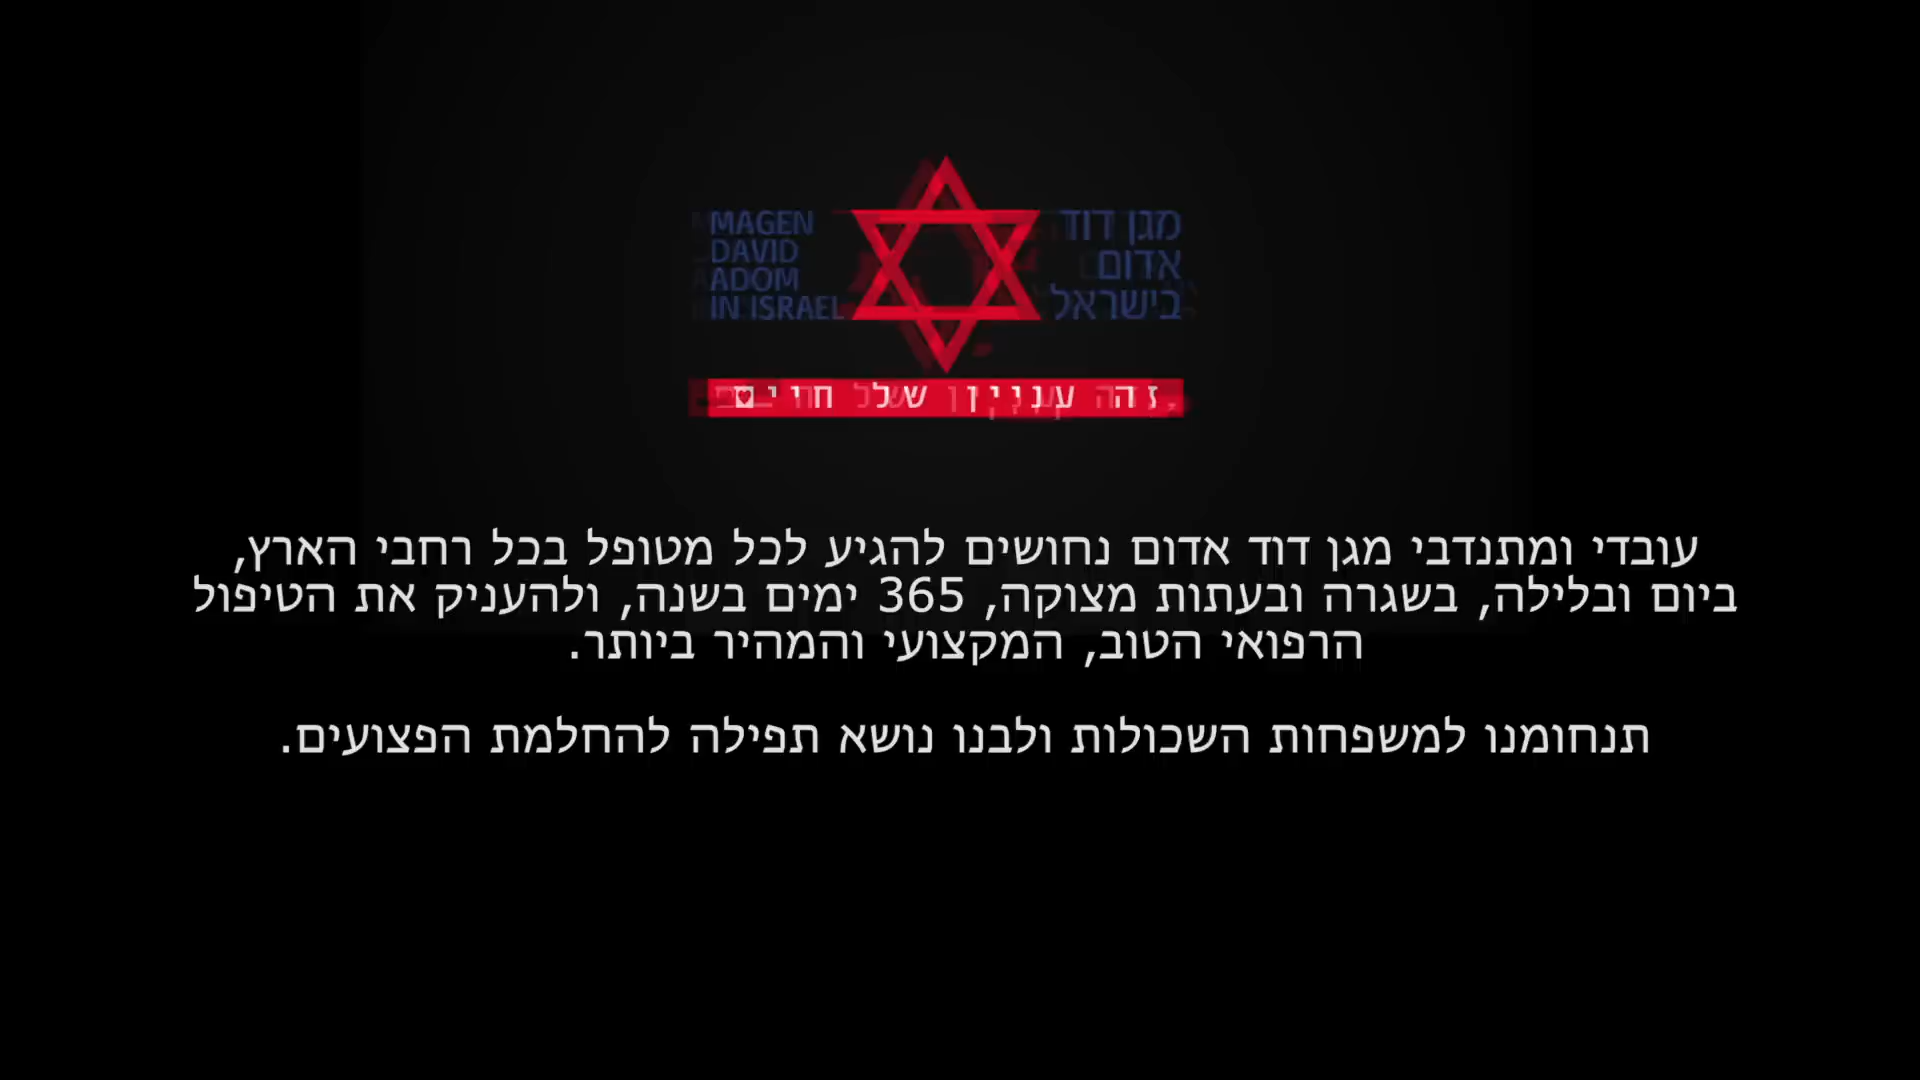 MAGEN
DAVID
ADOM
IN ISRAEL
מגן דוד
אדום
בישראל
זה עניין של חיים
עובדי ומתנדבי מגן דוד אדום נחושים להגיע לכל מטופל בכל רחבי הארץ,
ביום ובלילה, בשגרה ובעתות מצוקה, 365 ימים בשנה, ולהעניק את הטיפול
הרפואי הטוב, המקצועי והמהיר ביותר.
תנחומנו למשפחות השכולות ולבנו נושא תפילה להחלמת הפצועים.